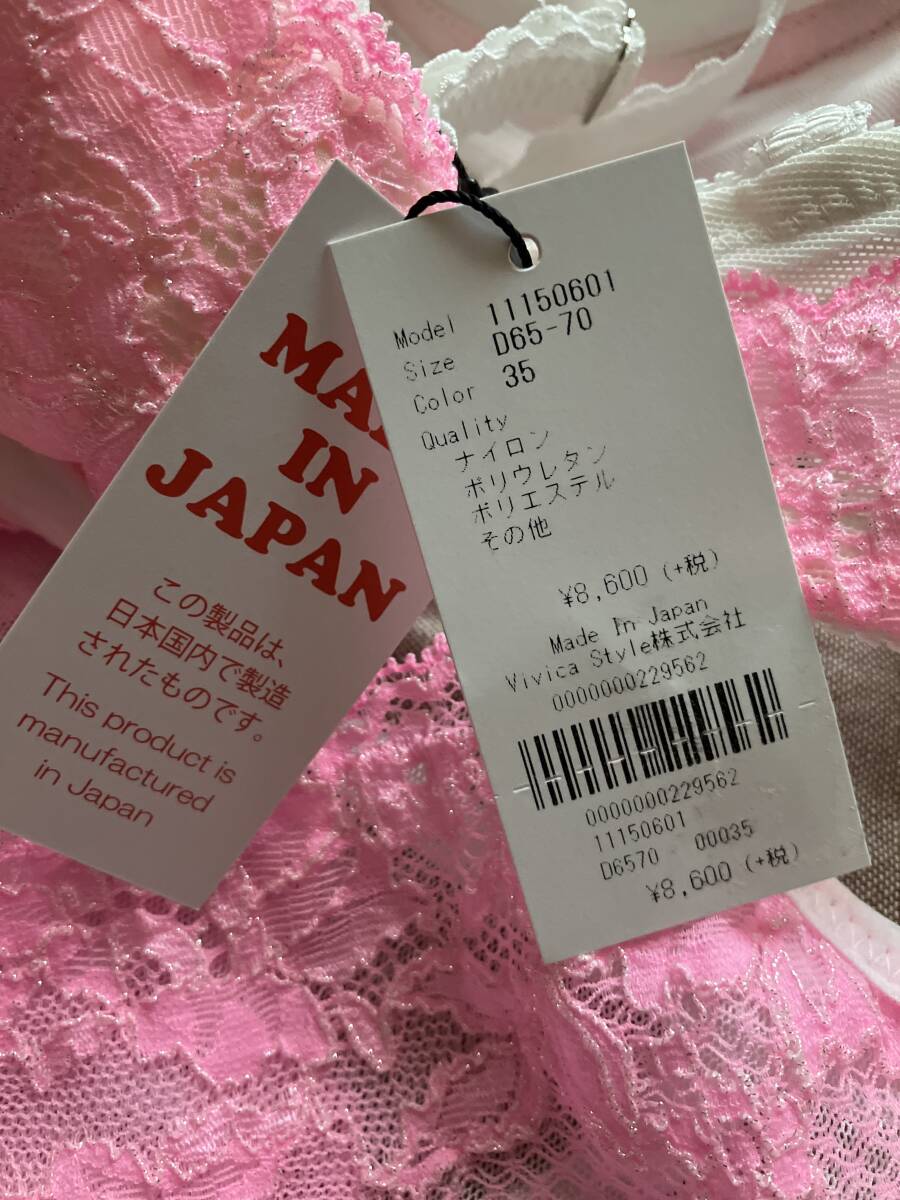 MA
IN
JAPAN
この製品は、
日本国内で製造
されたものです。
This product is
manufactured
in Japan
Model 11150601
Size D65-70
Color 35
Quality
ナイロン
ポリウレタン
ポリエステル
その他
¥8,600 (+税)
Made In Japan
Vivica Style株式会社
0000000229562
0000000229562
11150601
D6570 00035
¥8,600 (+税)